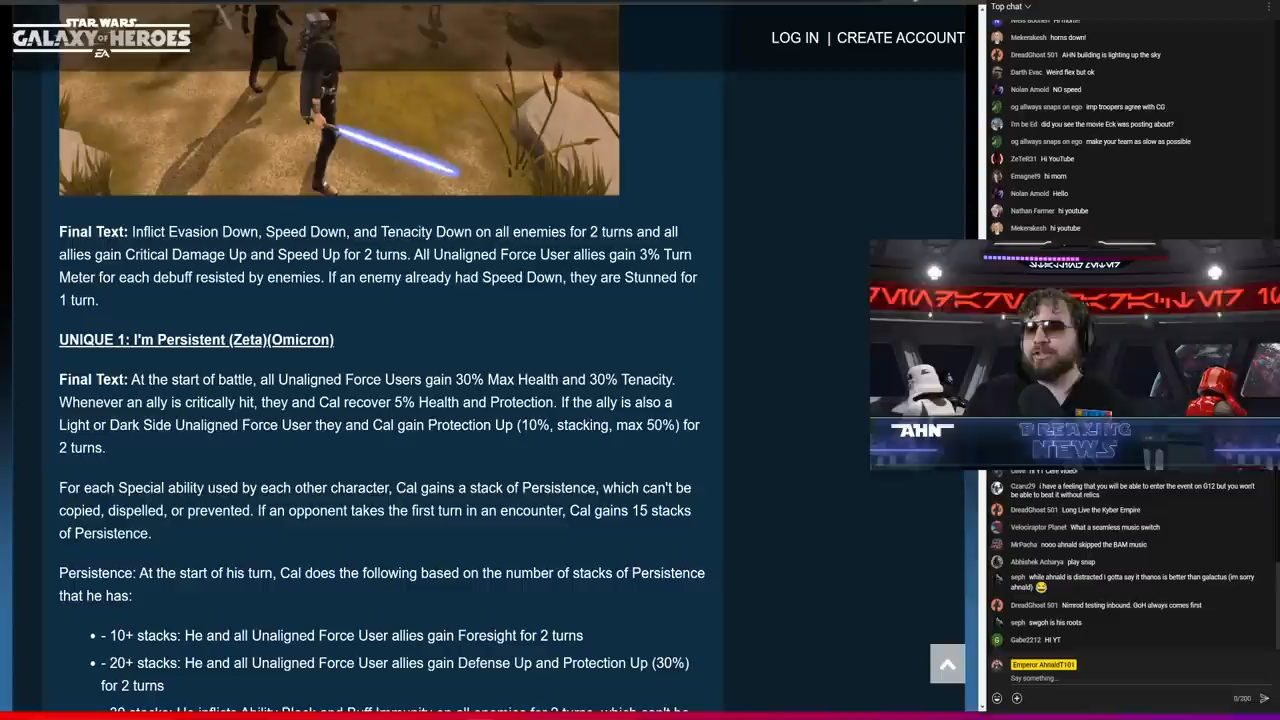 STAR WARS
GALAXY OF HEROES
EA
LOG IN | CREATE ACCOUNT
Final Text: Inflict Evasion Down, Speed Down, and Tenacity Down on all enemies for 2 turns and all
allies gain Critical Damage Up and Speed Up for 2 turns. All Unaligned Force User allies gain 3% Turn
Meter for each debuff resisted by enemies. If an enemy already had Speed Down, they are Stunned for
1 turn.
UNIQUE 1: I'm Persistent (Zeta)(Omicron)
Final Text: At the start of battle, all Unaligned Force Users gain 30% Max Health and 30% Tenacity.
Whenever an ally is critically hit, they and Cal recover 5% Health and Protection. If the ally is also a
Light or Dark Side Unaligned Force User they and Cal gain Protection Up (10%, stacking, max 50%) for
2 turns.
For each Special ability used by each other character, Cal gains a stack of Persistence, which can't be
copied, dispelled, or prevented. If an opponent takes the first turn in an encounter, Cal gains 15 stacks
of Persistence.
Persistence: At the start of his turn, Cal does the following based on the number of stacks of Persistence
that he has:
• - 10+ stacks: He and all Unaligned Force User allies gain Foresight for 2 turns
• - 20+ stacks: He and all Unaligned Force User allies gain Defense Up and Protection Up (30%)
for 2 turns
Top chat
Mekerakesh horns down!
DreadGhost 501 AHN building is lighting up the sky
Darth Evac Weird flex but ok
Nolan Arnold NO speed
og allways snaps on ego imp troopers agree with CG
I'm be Ed did you see the movie Eck was posting about?
og allways snaps on ego make your team as slow as possible
ZeTeR31 Hi YouTube
Emagnet9 hi mom
Nolan Arnold Hello
Nathan Farmer hi youtube
Mekerakesh hi youtube
AHN
BREAKING
NEWS
Czaru29 i have a feeling that you will be able to enter the event on G12 but you won't
be able to beat it without relics
DreadGhost 501 Long Live the Kyber Empire
Velociraptor Planet What a seamless music switch
MrPacha nooo ahnald skipped the BAM music
Abhishek Acharya play snap
seph while ahnald is distracted I gotta say it thanos is better than galactus (im sorry
ahnald)
DreadGhost 501 Nimrod testing inbound. GoH always comes first
seph swgoh is his roots
Gabe2212 HI YT
Emperor AhnaldT101
Say something...
0/200